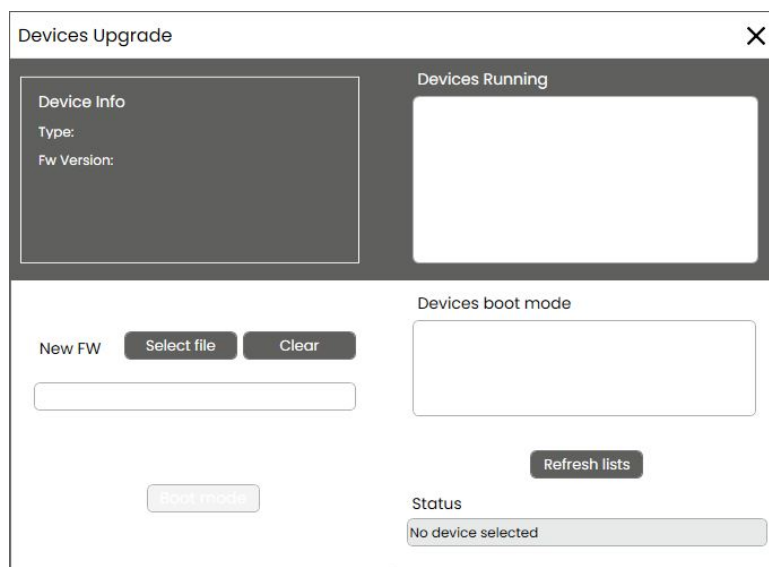 Devices Upgrade
Device Info
Type:
Fw Version:
Devices Running
New FW
Select file
Clear
Boot mode
Devices boot mode
Refresh lists
Status
No device selected